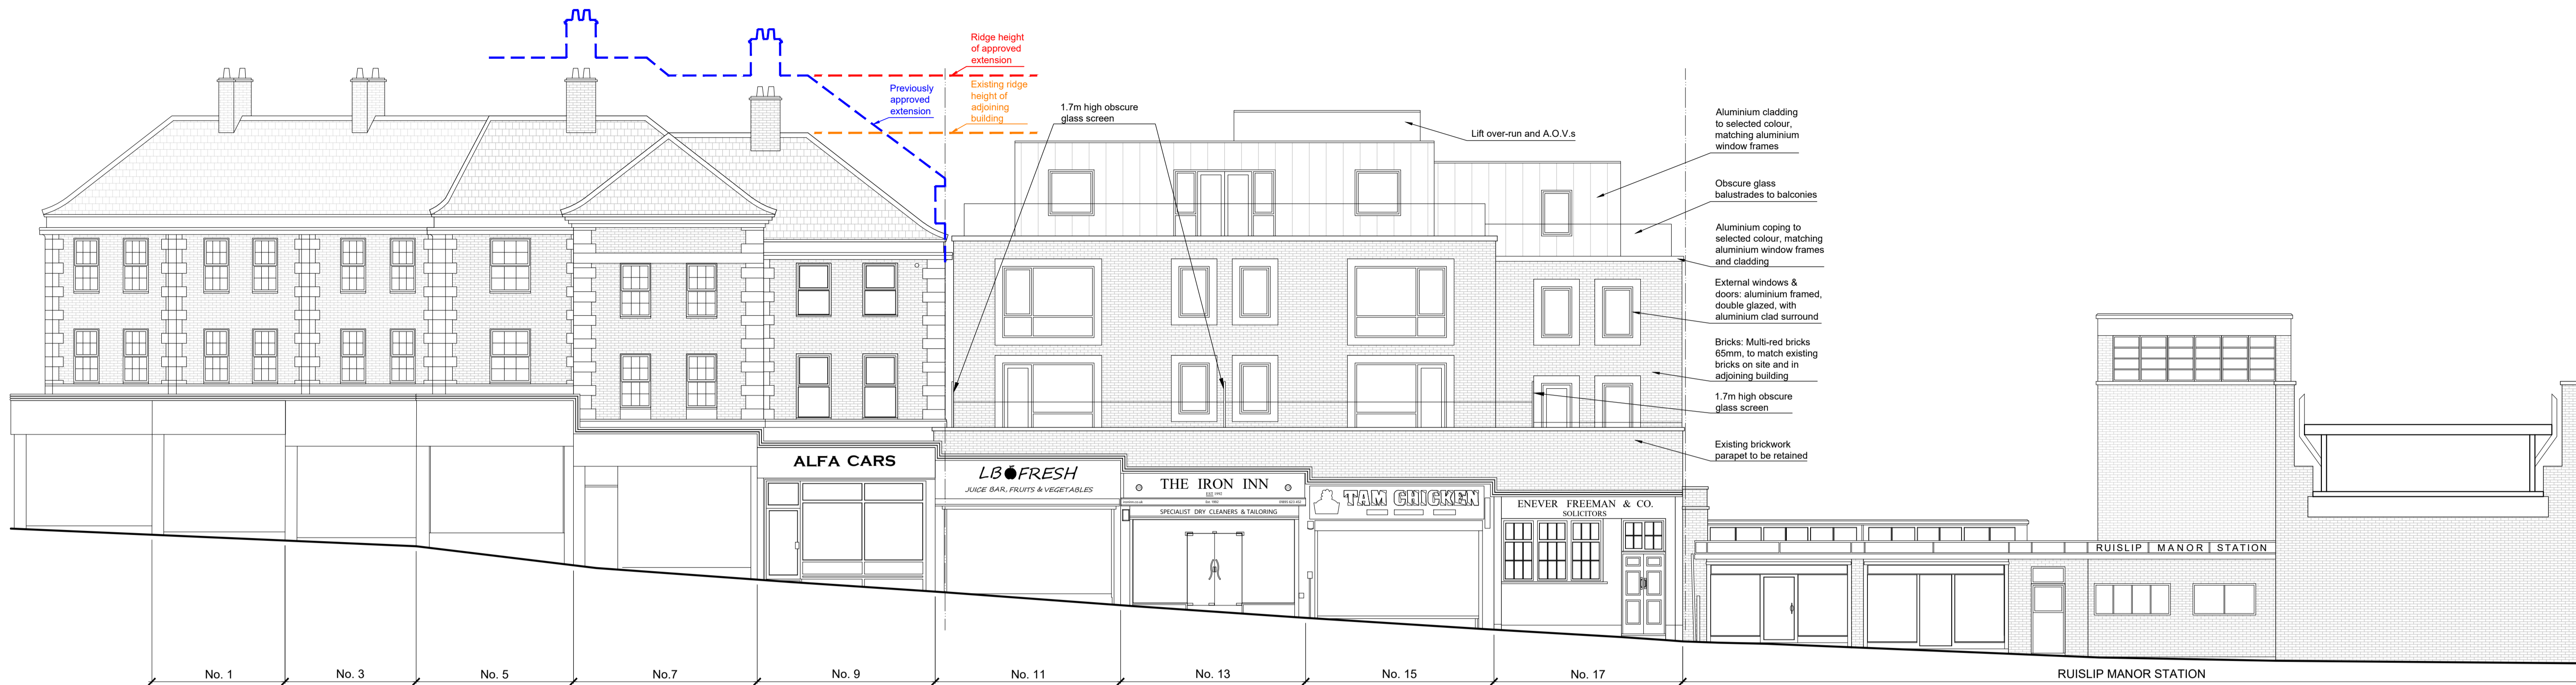 Ridge height
of approved
extension
Existing ridge
height of
adjoining
building
Previously
approved
extension
1.7m high obscure
glass screen
Lift over-run and A.O.V.s
Aluminium cladding
to selected colour,
matching aluminium
window frames
Obscure glass
balustrades to balconies
Aluminium coping to
selected colour, matching
aluminium window frames
and cladding
External windows &
doors: aluminium framed,
double glazed, with
aluminium clad surround
Bricks: Multi-red bricks
65mm, to match existing
bricks on site and in
adjoining building
1.7m high obscure
glass screen
Existing brickwork
parapet to be retained
ALFA CARS
LB FRESH
JUICE BAR, FRUITS & VEGETABLES
THE IRON INN
EST 1992
SPECIALIST DRY CLEANERS & TAILORING
TAM CHICKEN
ENEVER FREEMAN & CO.
SOLICITORS
RUISLIP MANOR STATION
No. 1
No. 3
No. 5
No.7
No. 9
No. 11
No. 13
No. 15
No. 17
RUISLIP MANOR STATION